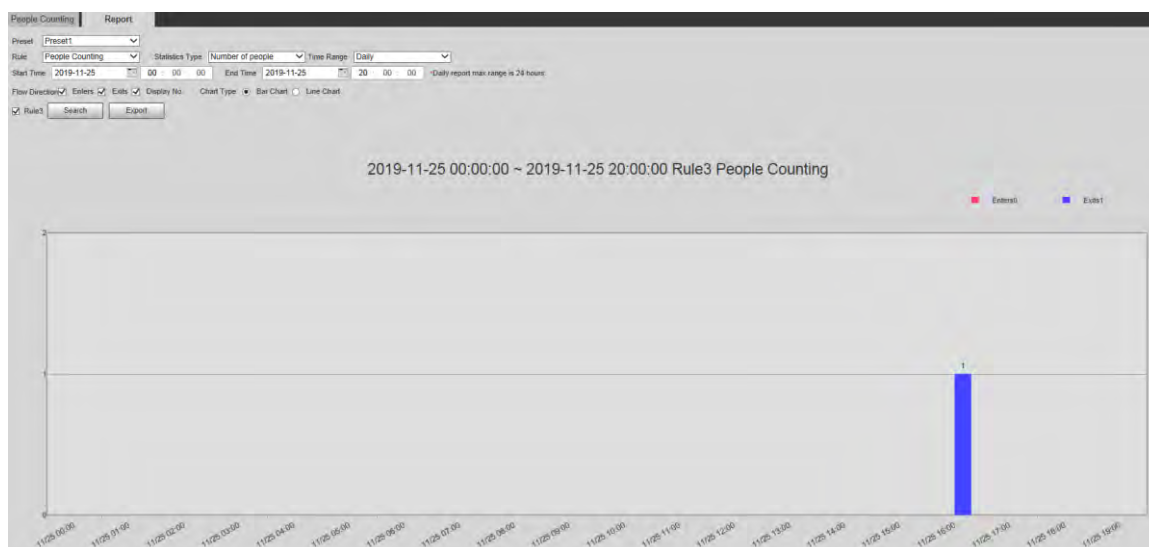 People Counting Report
Preset Preset1
Rule People Counting Statistics Type Number of people Time Range Daily
Start Time 2019-11-25 00 : 00 : 00 End Time 2019-11-25 20 : 00 : 00 *Daily report max range is 24 hours
Flow Direction Enters Exits Display No. Chart Type Bar Chart Line Chart
Rule3 Search Export
2019-11-25 00:00:00 ~ 2019-11-25 20:00:00 Rule3 People Counting
Enters0 Exits1
2
1
1
0
11/25 00:00 11/25 01:00 11/25 02:00 11/25 03:00 11/25 04:00 11/25 05:00 11/25 06:00 11/25 07:00 11/25 08:00 11/25 09:00 11/25 10:00 11/25 11:00 11/25 12:00 11/25 13:00 11/25 14:00 11/25 15:00 11/25 16:00 11/25 17:00 11/25 18:00 11/25 19:00